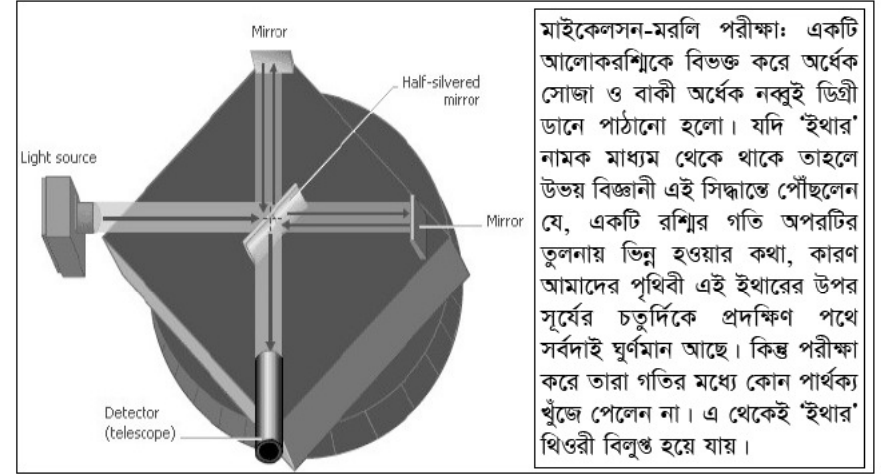 Mirror
Half-silvered
mirror
Light source
Mirror
Detector
(telescope)
মাইকেলসন-মরলি পরীক্ষাঃ একটি
আলোকরশ্মিকে বিভক্ত করে অর্ধেক
সোজা ও বাকী অর্ধেক নব্বুই ডিগ্রী
ডানে পাঠানো হলো। যদি ‘ইথার’
নামক মাধ্যম থেকে থাকে তাহলে
উভয় বিজ্ঞানী এই সিদ্ধান্তে পৌঁছলেন
যে, একটি রশ্মির গতি অপরটির
তুলনায় ভিন্ন হওয়ার কথা, কারণ
আমাদের পৃথিবী এই ইথারের উপর
সূর্যের চতুর্দিকে প্রদক্ষিণ পথে
সর্বদাই ঘুর্ণমান আছে। কিন্তু পরীক্ষা
করে তারা গতির মধ্যে কোন পার্থক্য
খুঁজে পেলেন না। এ থেকেই ‘ইথার’
থিওরী বিলুপ্ত হয়ে যায়।